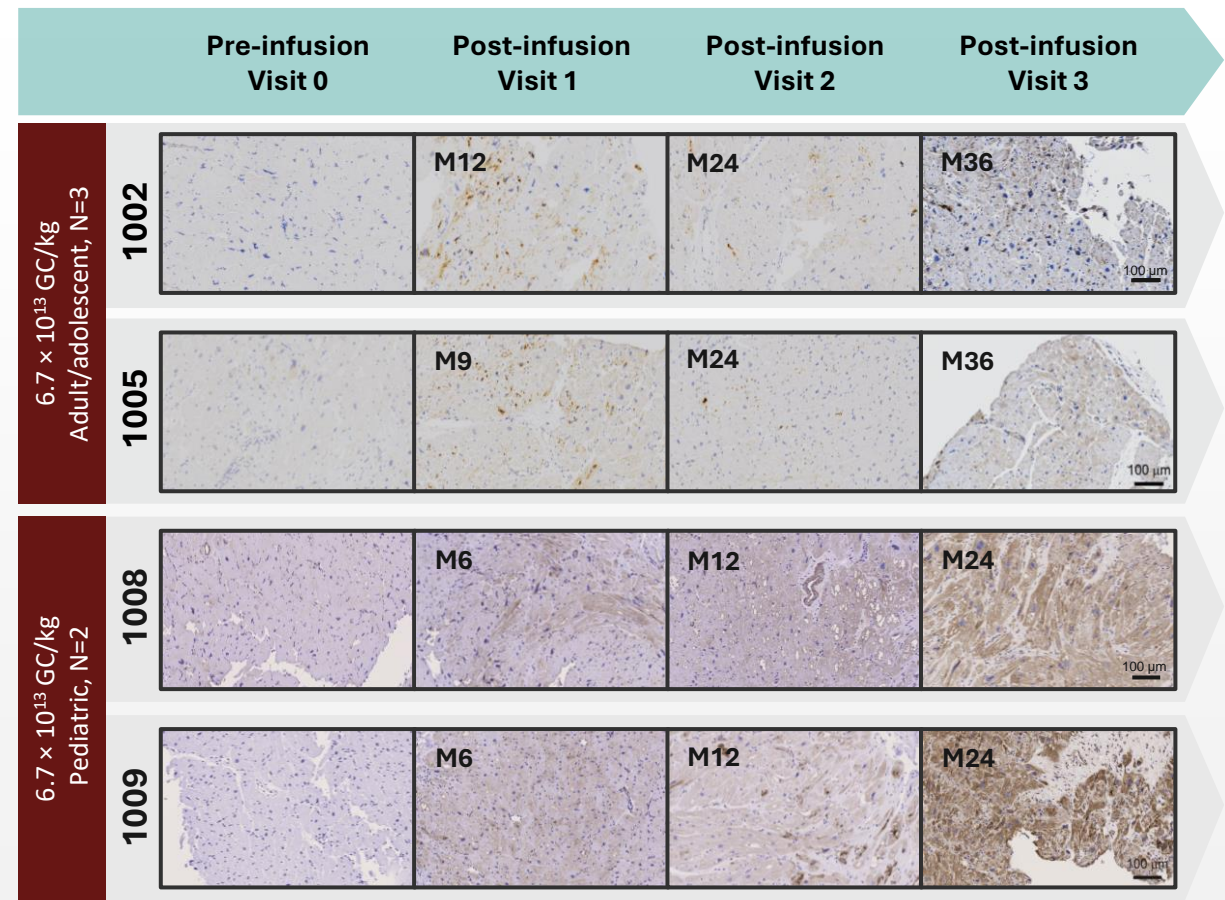 Pre-infusion
Visit 0
Post-infusion
Visit 1
Post-infusion
Visit 2
Post-infusion
Visit 3
6.7 × 10¹³ GC/kg
Adult/adolescent, N=3
1002
M12
M24
M36
100 µm
1005
M9
M24
M36
100 µm
6.7 × 10¹³ GC/kg
Pediatric, N=2
1008
M6
M12
M24
100 µm
1009
M6
M12
M24
100 µm